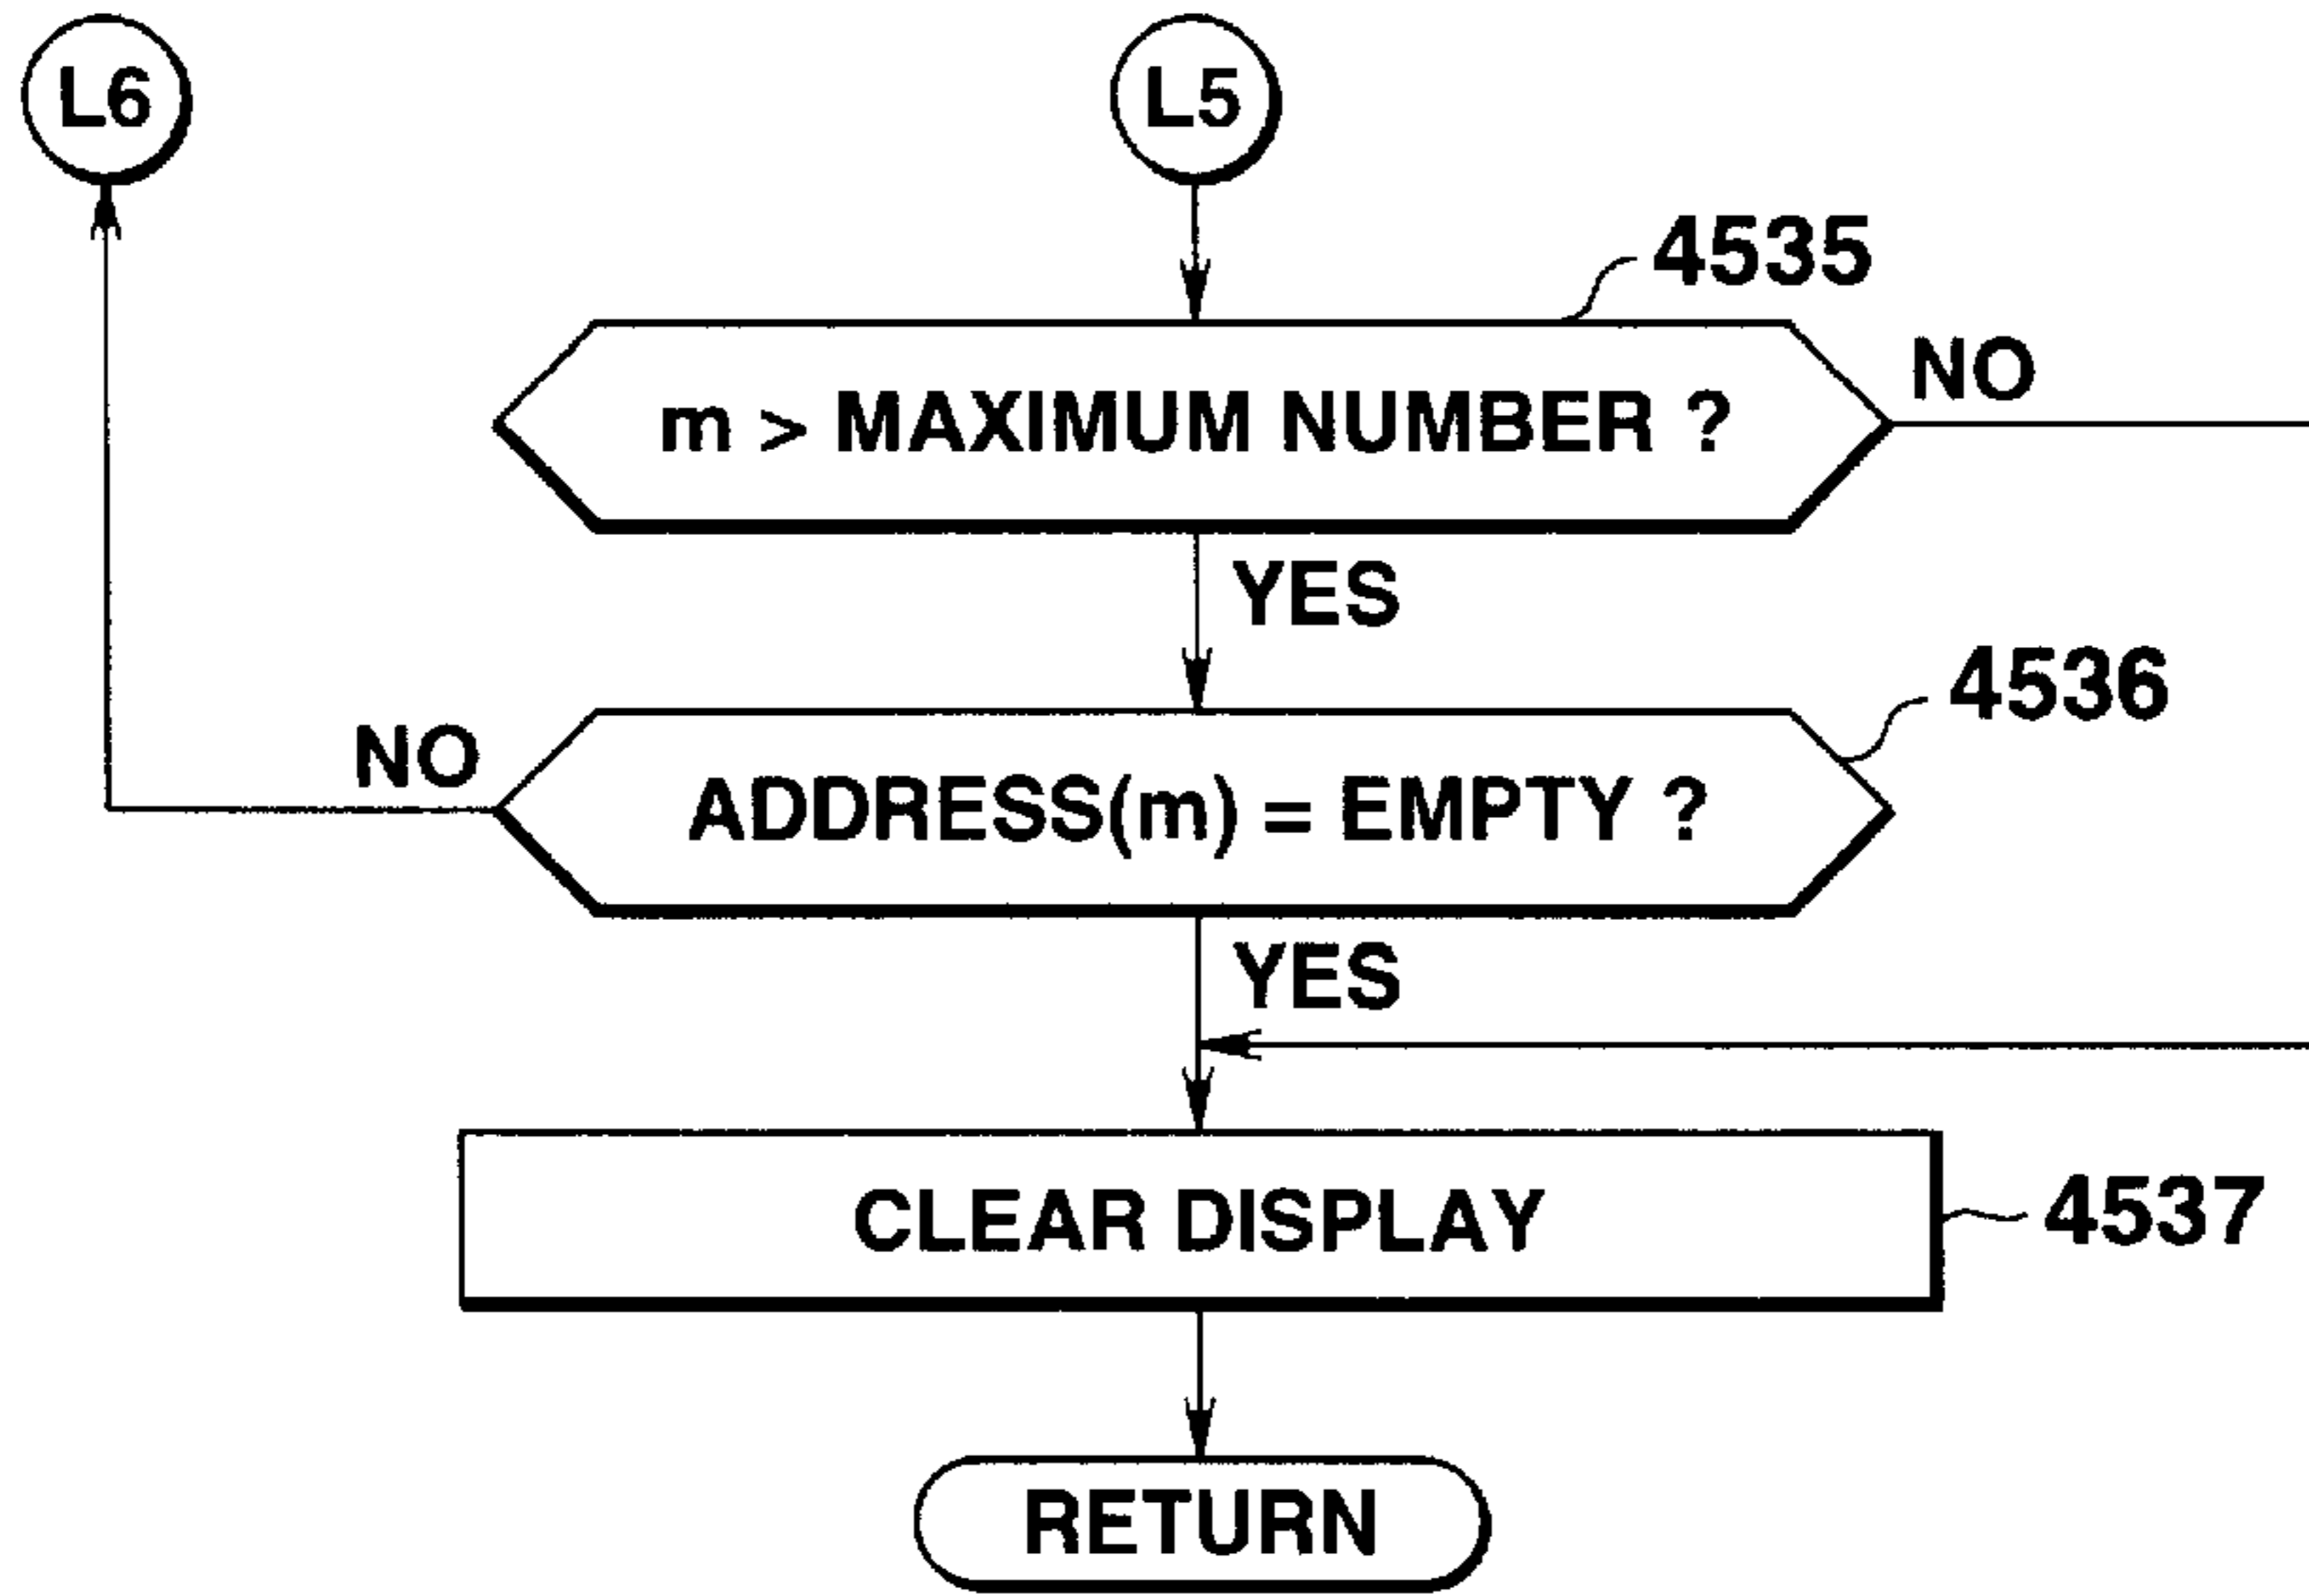 L6
L5
4535
m > MAXIMUM NUMBER ?
NO
YES
4536
NO
ADDRESS(m) = EMPTY ?
YES
CLEAR DISPLAY
4537
RETURN